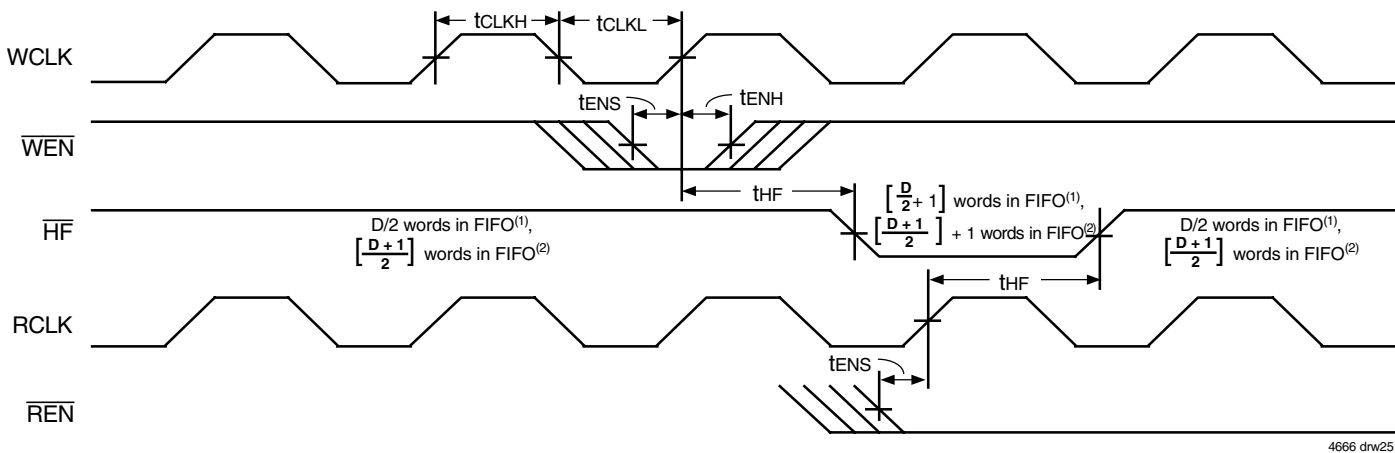 tCLKH
tCLKL
WCLK
tENS
tENH
WEN
tHF
[D/2 + 1] words in FIFO(1),
[D + 1/2] + 1 words in FIFO(2)
HF
D/2 words in FIFO(1),
[D + 1/2] words in FIFO(2)
D/2 words in FIFO(1),
[D + 1/2] words in FIFO(2)
tHF
RCLK
tENS
REN
4666 drw25